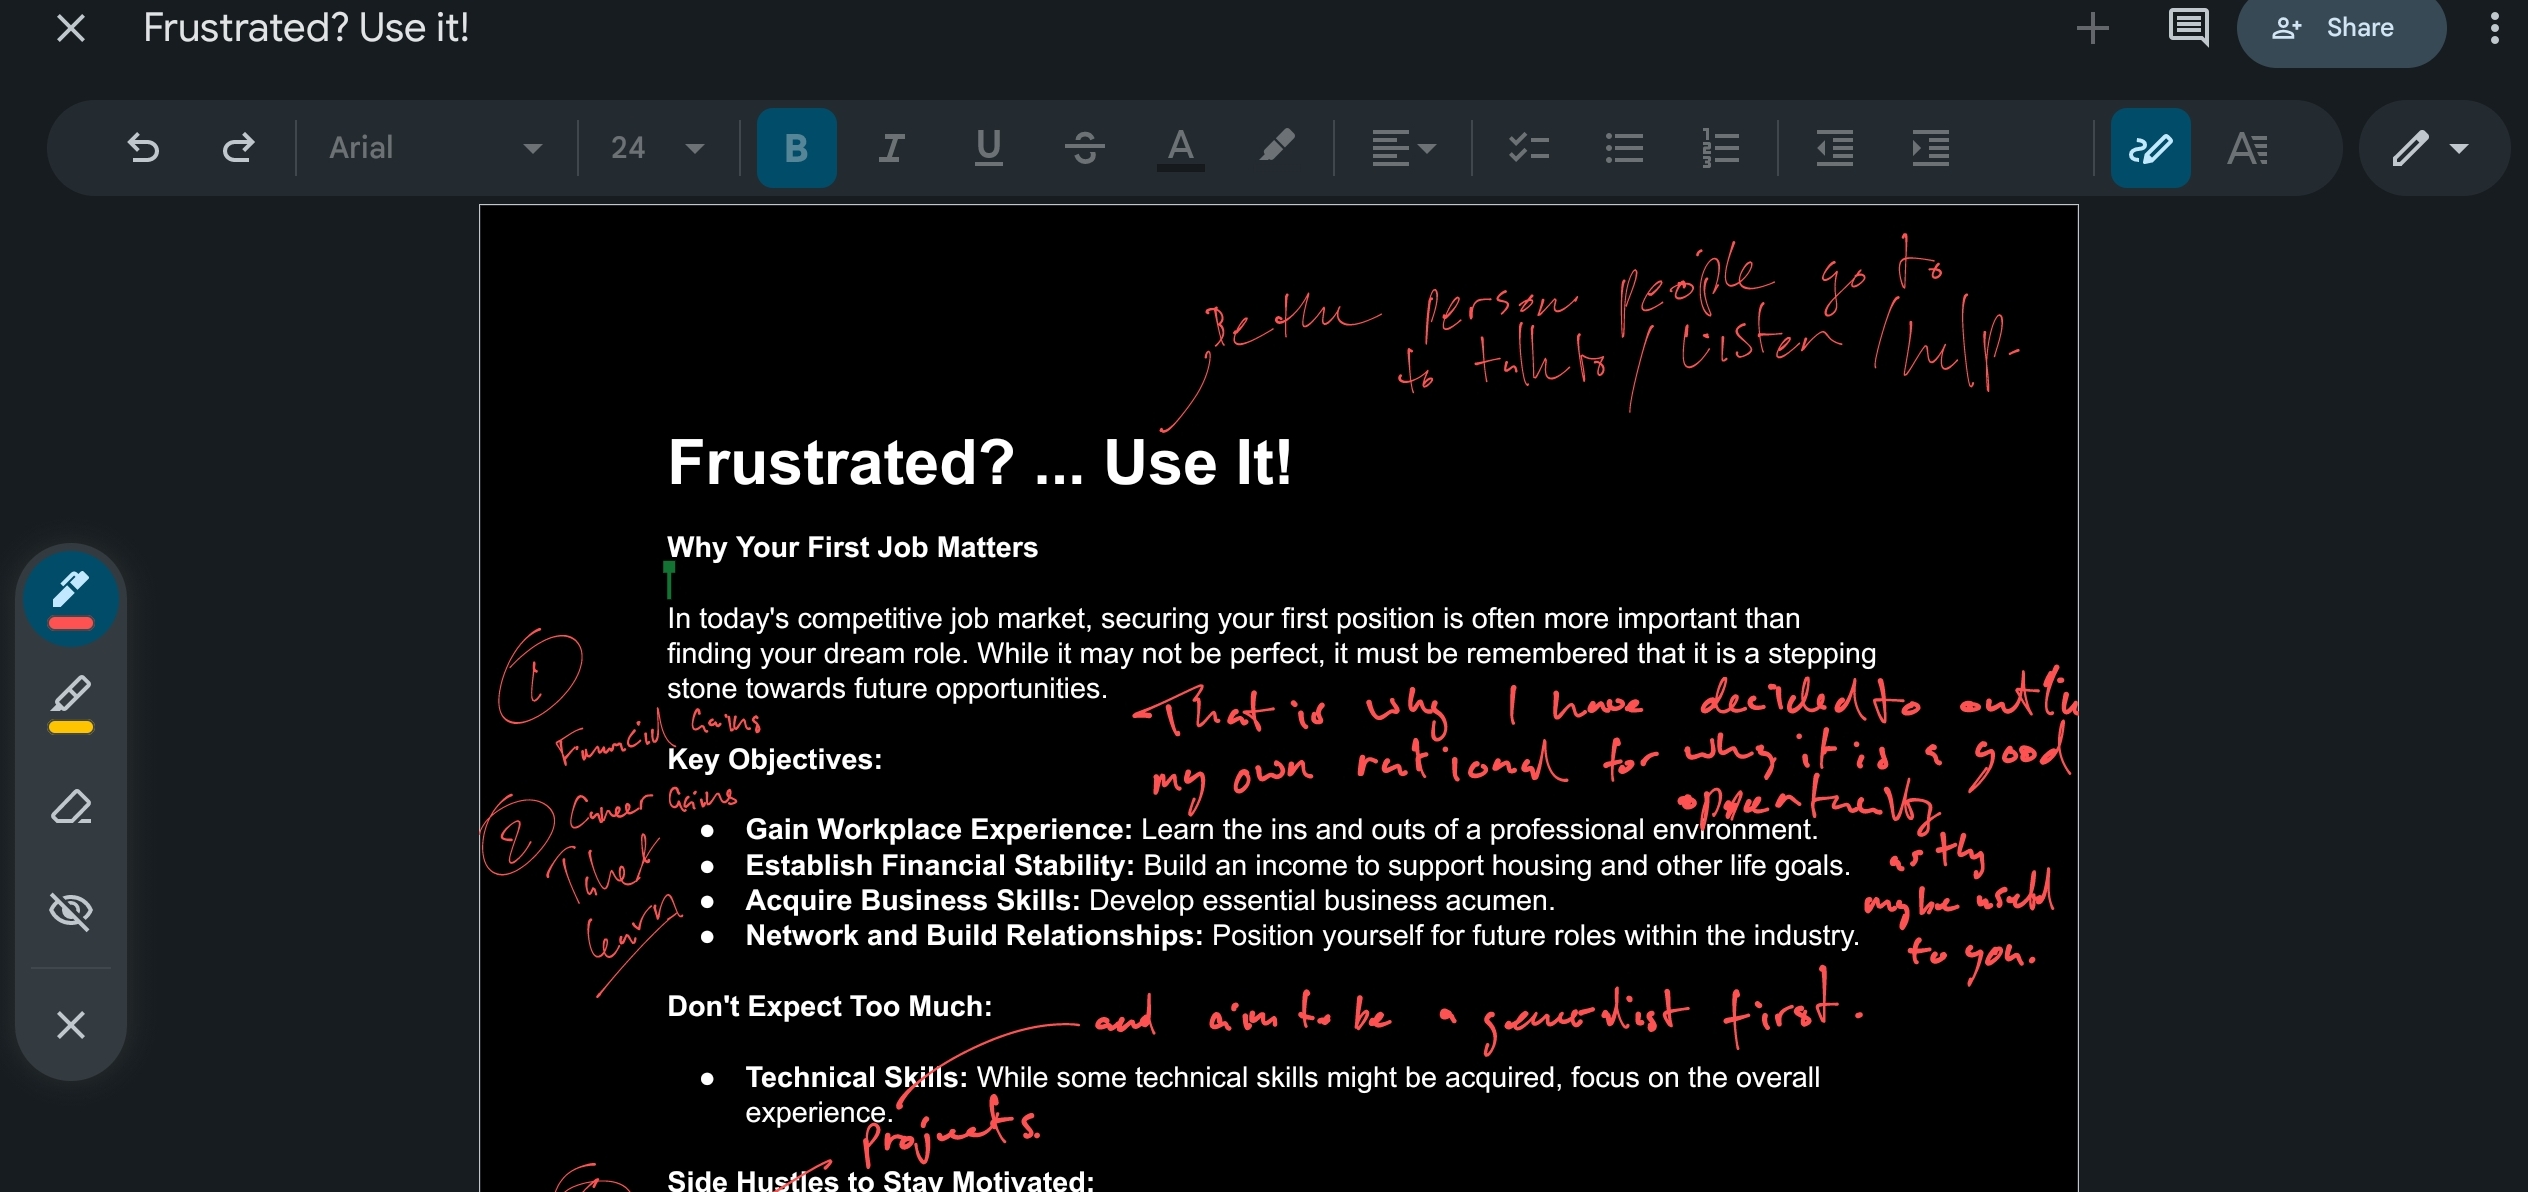 Frustrated? Use it!
Share
Arial
24
B
I
U
S
A
A
Be the person people go to
to talk to / Listen / help.
Frustrated? ... Use It!
Why Your First Job Matters
In today's competitive job market, securing your first position is often more important than
finding your dream role. While it may not be perfect, it must be remembered that it is a stepping
stone towards future opportunities.
1
That is why I have decided to outlin
my own rational for why it is a good
oppertunity
as they
may be usefull
to you.
Financial Gains
Key Objectives:
2
Career Gains
Talent
Learn
Gain Workplace Experience: Learn the ins and outs of a professional environment.
Establish Financial Stability: Build an income to support housing and other life goals.
Acquire Business Skills: Develop essential business acumen.
Network and Build Relationships: Position yourself for future roles within the industry.
Don't Expect Too Much:
and aim to be a generalist first.
Technical Skills: While some technical skills might be acquired, focus on the overall
experience.
Projects.
Side Hustles to Stay Motivated: